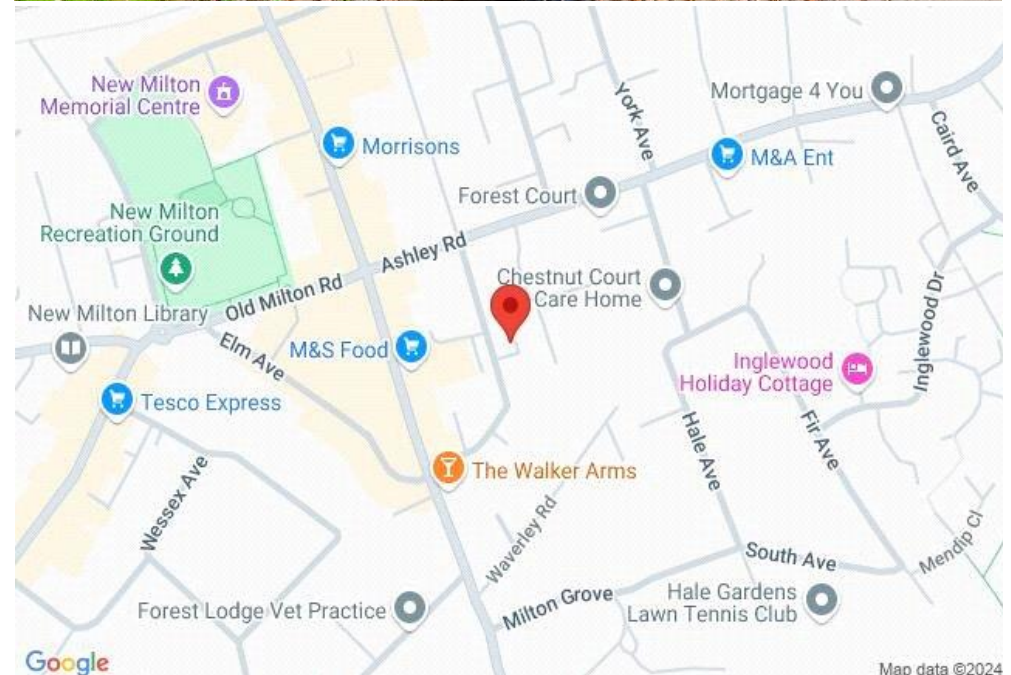 New Milton
Memorial Centre
Morrisons
York Ave
Mortgage 4 You
M&A Ent
Caird Ave
Forest Court
New Milton
Recreation Ground
Ashley Rd
Old Milton Rd
Chestnut Court
Care Home
New Milton Library
Elm Ave
M&S Food
Inglewood Dr
Inglewood
Holiday Cottage
Tesco Express
Hale Ave
Fir Ave
The Walker Arms
Wessex Ave
Waverley Rd
South Ave
Mendip Cl
Forest Lodge Vet Practice
Milton Grove
Hale Gardens
Lawn Tennis Club
Google
Map data ©2024